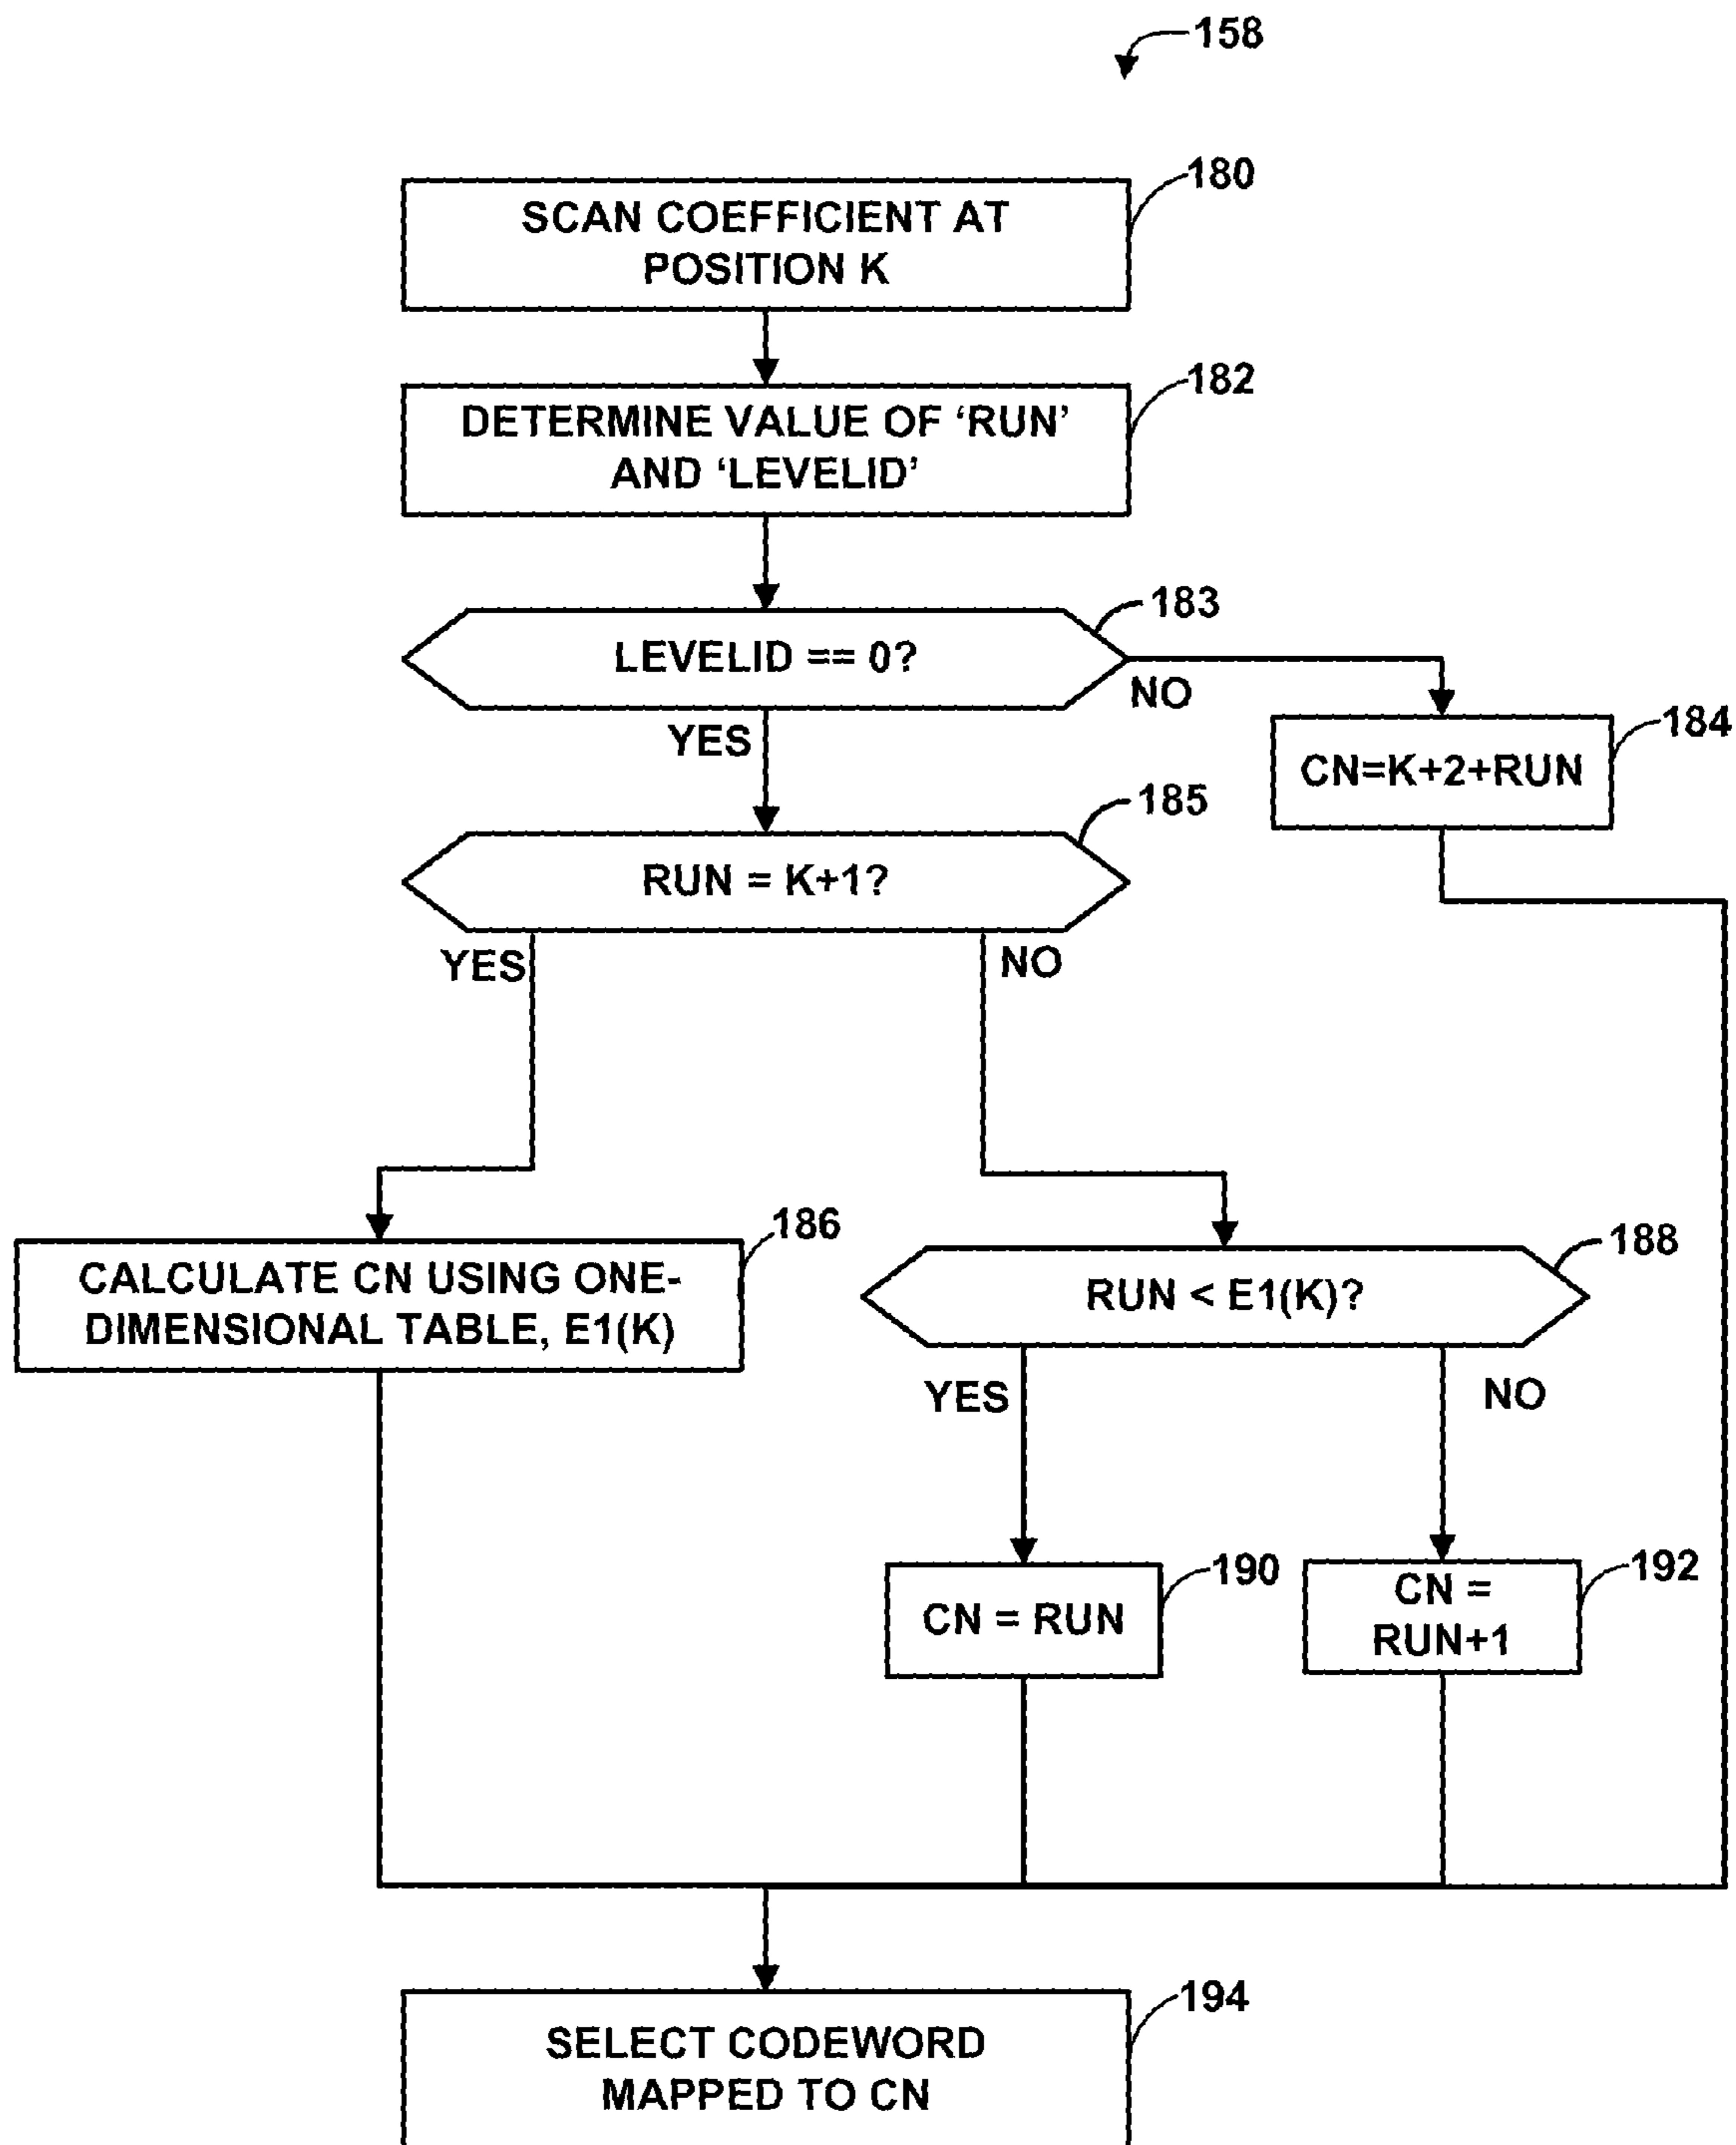 158
180
SCAN COEFFICIENT AT
POSITION K
182
DETERMINE VALUE OF ‘RUN’
AND ‘LEVELID’
183
LEVELID == 0?
NO
YES
184
CN=K+2+RUN
185
RUN = K+1?
YES
NO
186
CALCULATE CN USING ONE-
DIMENSIONAL TABLE, E1(K)
188
RUN < E1(K)?
YES
NO
190
CN = RUN
192
CN =
RUN+1
194
SELECT CODEWORD
MAPPED TO CN